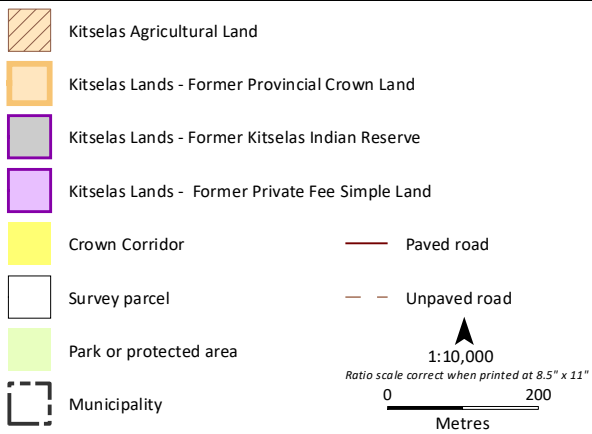 Kitselas Agricultural Land
Kitselas Lands - Former Provincial Crown Land
Kitselas Lands - Former Kitselas Indian Reserve
Kitselas Lands - Former Private Fee Simple Land
Crown Corridor
Survey parcel
Park or protected area
Municipality
Paved road
Unpaved road
1:10,000
Ratio scale correct when printed at 8.5" x 11"
0 200
Metres